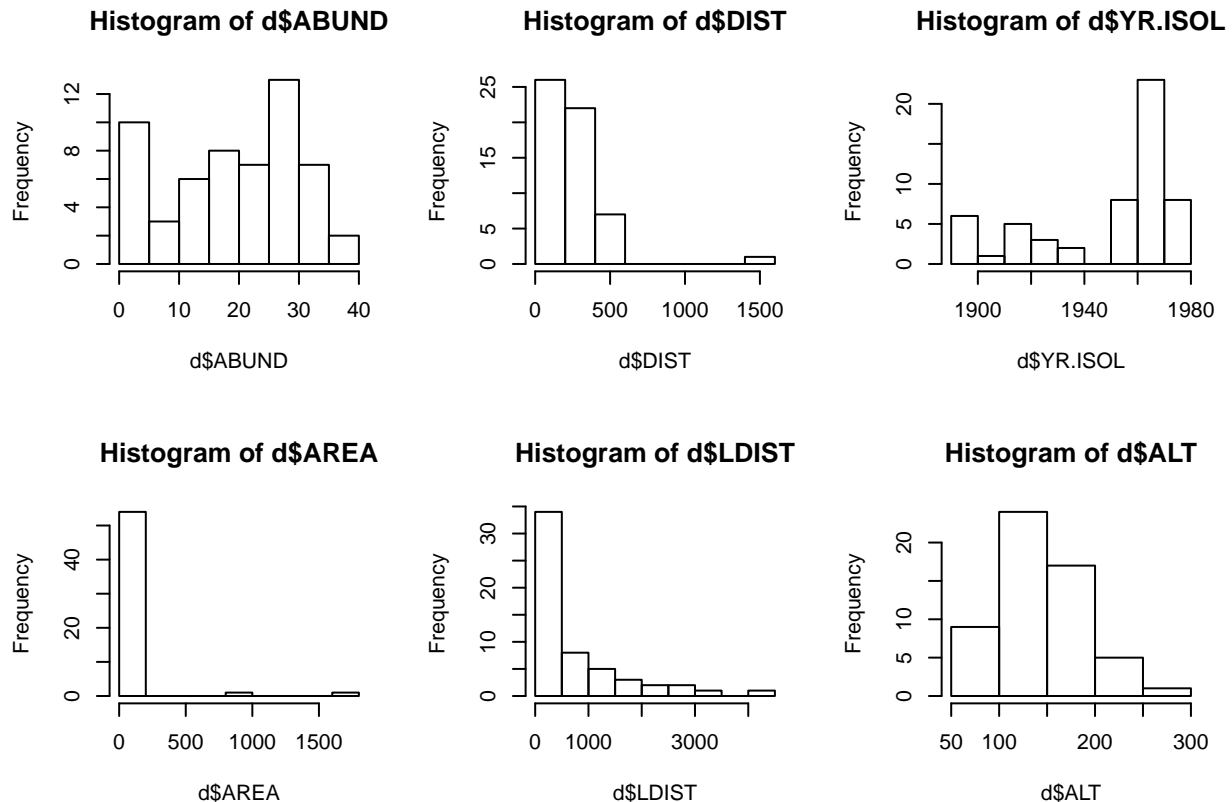 Histogram of d$ABUND
Frequency
12
8
4
0
0 10 20 30 40
d$ABUND
Histogram of d$DIST
Frequency
25
15
5
0
0 500 1000 1500
d$DIST
Histogram of d$YR.ISOL
Frequency
20
10
5
0
1900 1940 1980
d$YR.ISOL
Histogram of d$AREA
Frequency
40
20
0
0 500 1000 1500
d$AREA
Histogram of d$LDIST
Frequency
30
20
10
0
0 1000 3000
d$LDIST
Histogram of d$ALT
Frequency
20
10
5
0
50 100 200 300
d$ALT